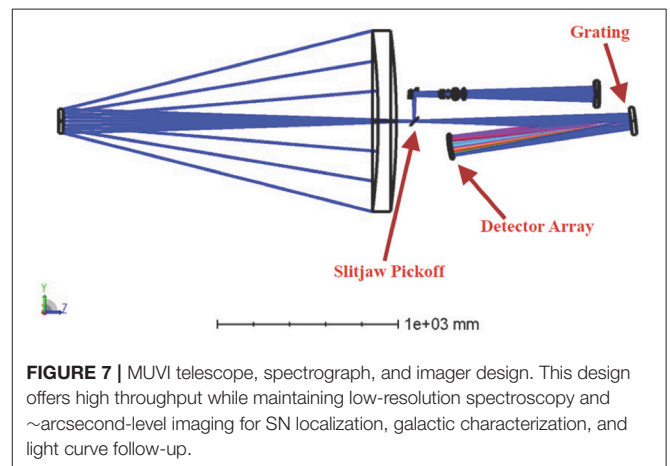 Grating
Detector Array
Slitjaw Pickoff
Y
Z
1e+03 mm
FIGURE 7 | MUVI telescope, spectrograph, and imager design. This design
offers high throughput while maintaining low-resolution spectroscopy and
~arcsecond-level imaging for SN localization, galactic characterization, and
light curve follow-up.